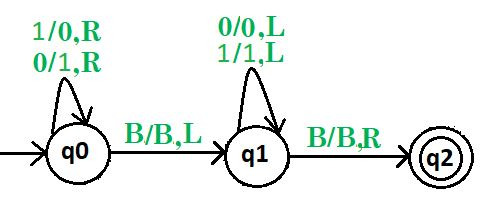 1/0,R
0/1,R
0/0,L
1/1,L
B/B,L
B/B,R
q0
q1
q2